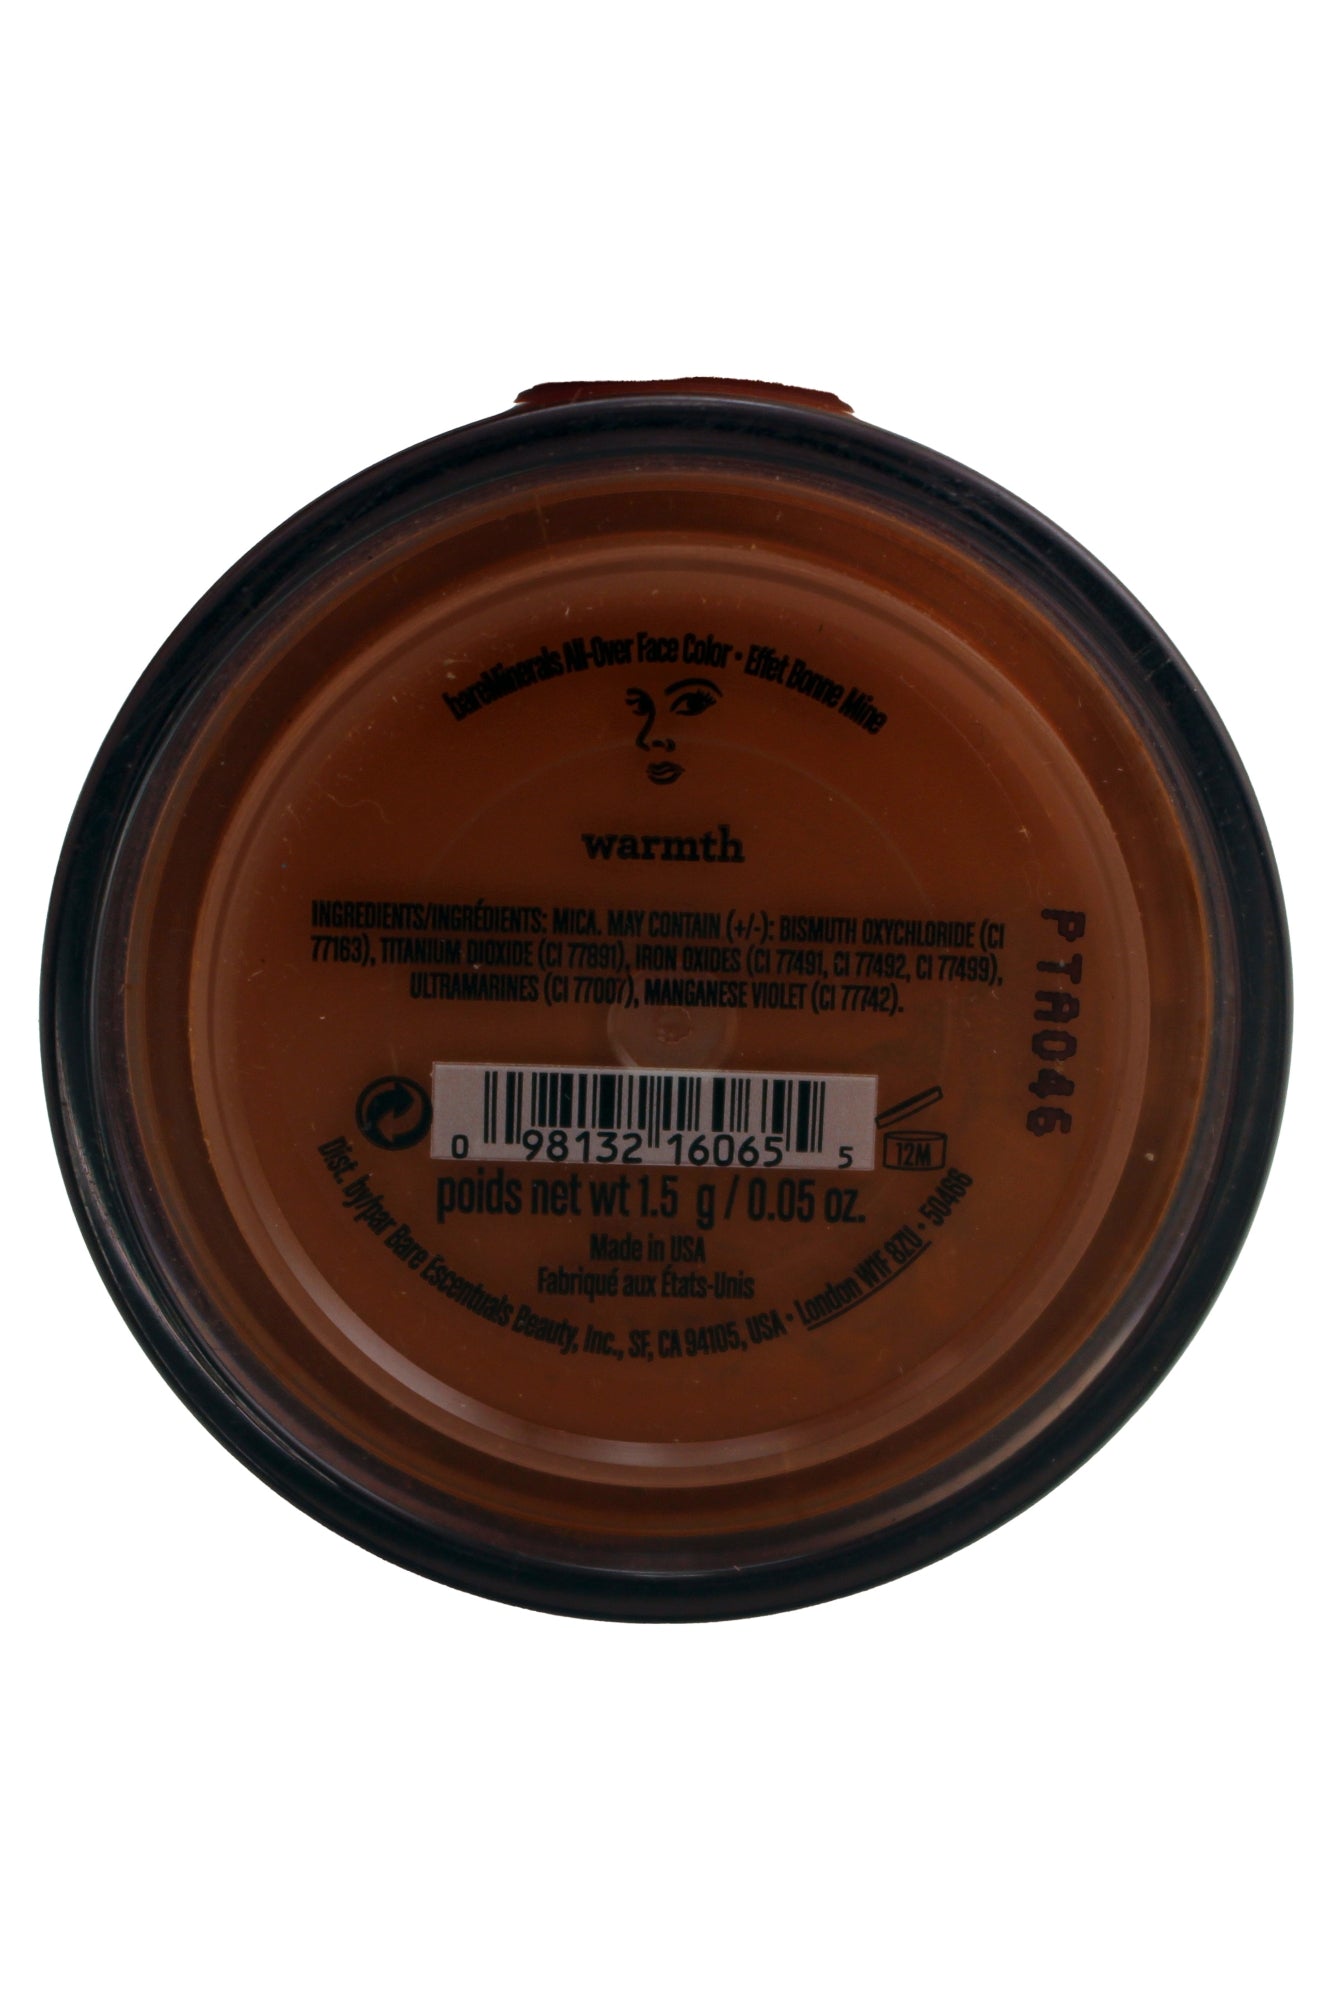 bareMinerals All-Over Face Color • Effet Bonne Mine
warmth
INGREDIENTS/INGRÉDIENTS: MICA. MAY CONTAIN (+/-): BISMUTH OXYCHLORIDE (CI
77163), TITANIUM DIOXIDE (CI 77891), IRON OXIDES (CI 77491, CI 77492, CI 77499),
ULTRAMARINES (CI 77007), MANGANESE VIOLET (CI 77742).
PTA046
0 98132 16065 5
12M
poids net wt 1.5 g / 0.05 oz.
Made in USA
Fabriqué aux États-Unis
Dist. by/par Bare Escentuals Beauty, Inc., SF, CA 94105, USA • London W1F 8ZU • 50466